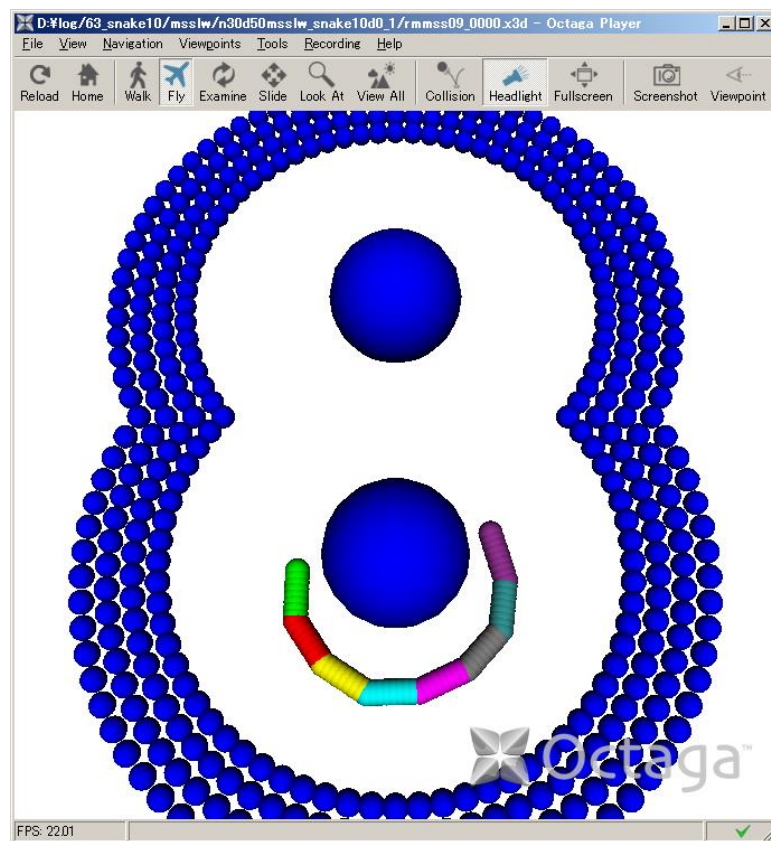 D:¥log/63_snake10/msslw/n30d50msslw_snake10d0_1/rmmss09_0000.x3d - Octaga Player
File View Navigation Viewpoints Tools Recording Help
Reload Home Walk Fly Examine Slide Look At View All Collision Headlight Fullscreen Screenshot Viewpoint
Octaga™
FPS: 22.01